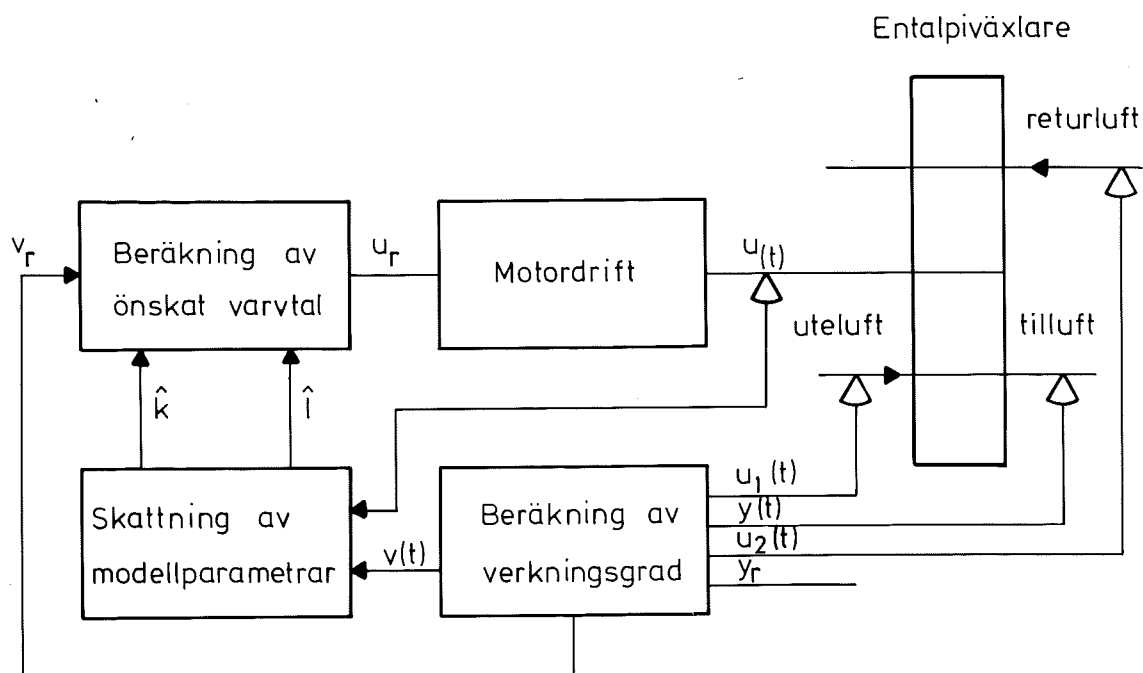 Entalpiväxlare
returluft
v_r
Beräkning av
önskat varvtal
u_r
Motordrift
u(t)
uteluft
tilluft
k̂
l̂
Skattning av
modellparametrar
v(t)
Beräkning av
verkningsgrad
u_1(t)
y(t)
u_2(t)
y_r